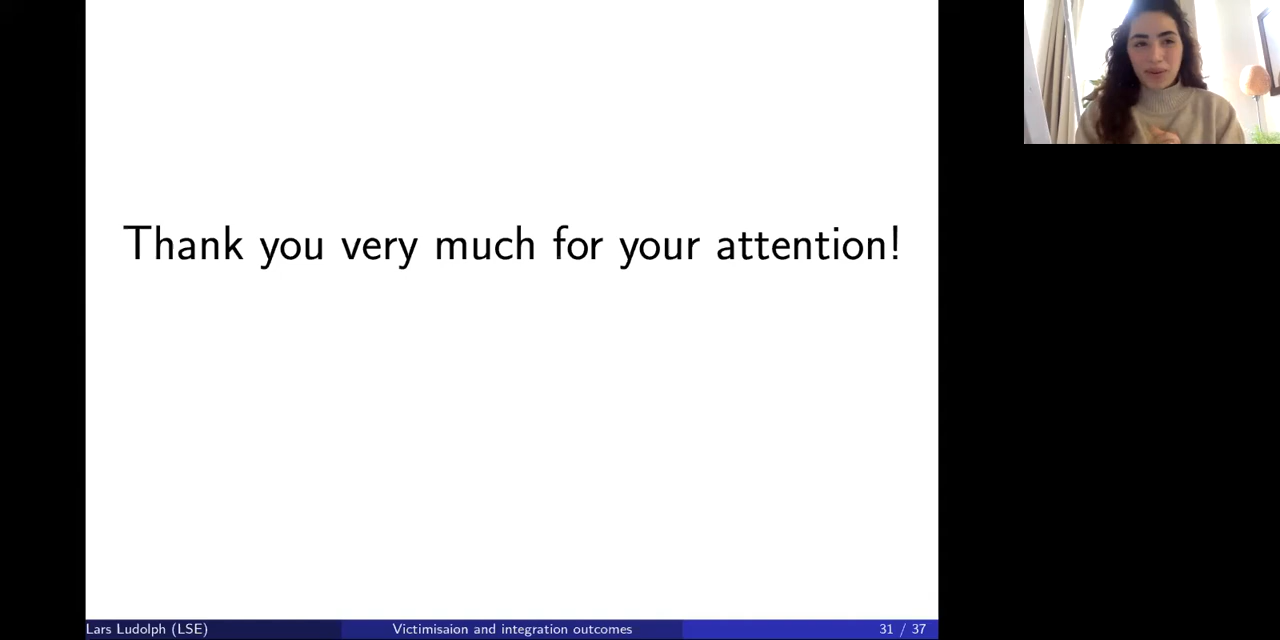 Thank you very much for your attention!
Lars Ludolph (LSE) Victimisaion and integration outcomes 31 / 37